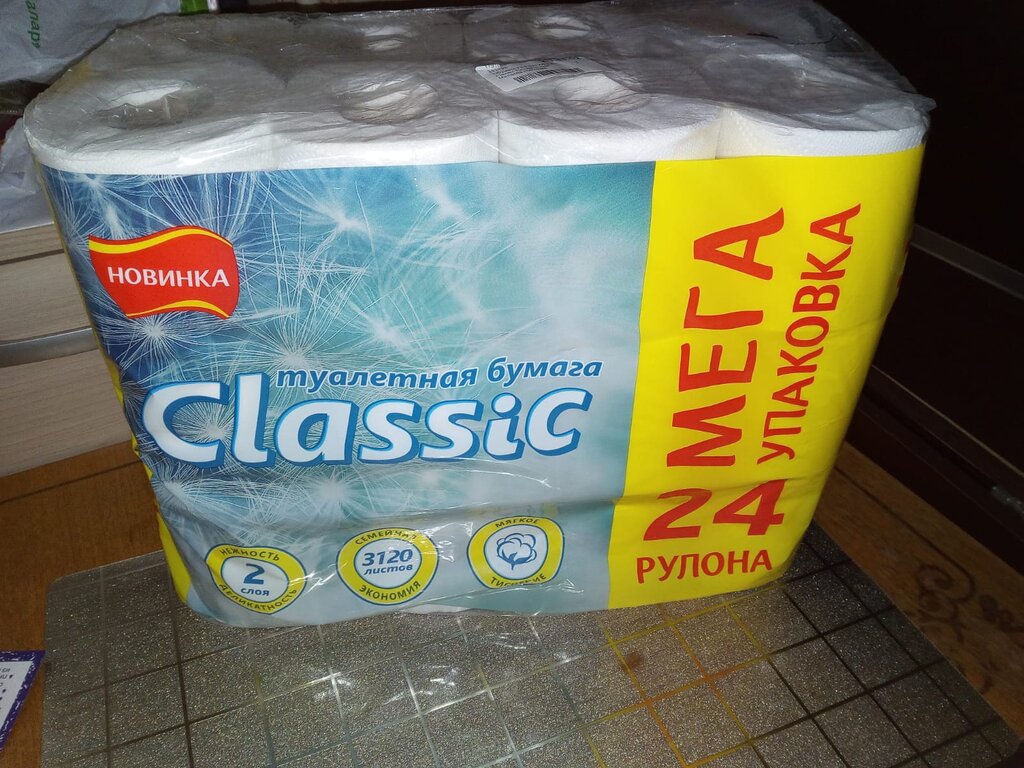 НОВИНКА
туалетная бумага
Classic
НЕЖНОСТЬ
2
слоя
ДЕЛИКАТНОСТЬ
СЕМЕЙНАЯ
3120
листов
ЭКОНОМИЯ
МЯГКОЕ
ТИСНЕНИЕ
МЕГА
УПАКОВКА
24
РУЛОНА